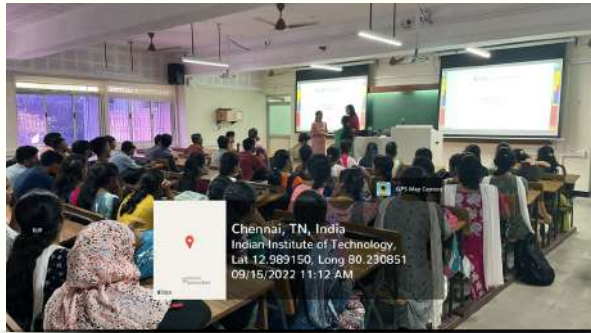 GPS Map Camera
Chennai, TN, India
Indian Institute of Technology,
Lat 12.989150, Long 80.230851
09/15/2022 11:12 AM